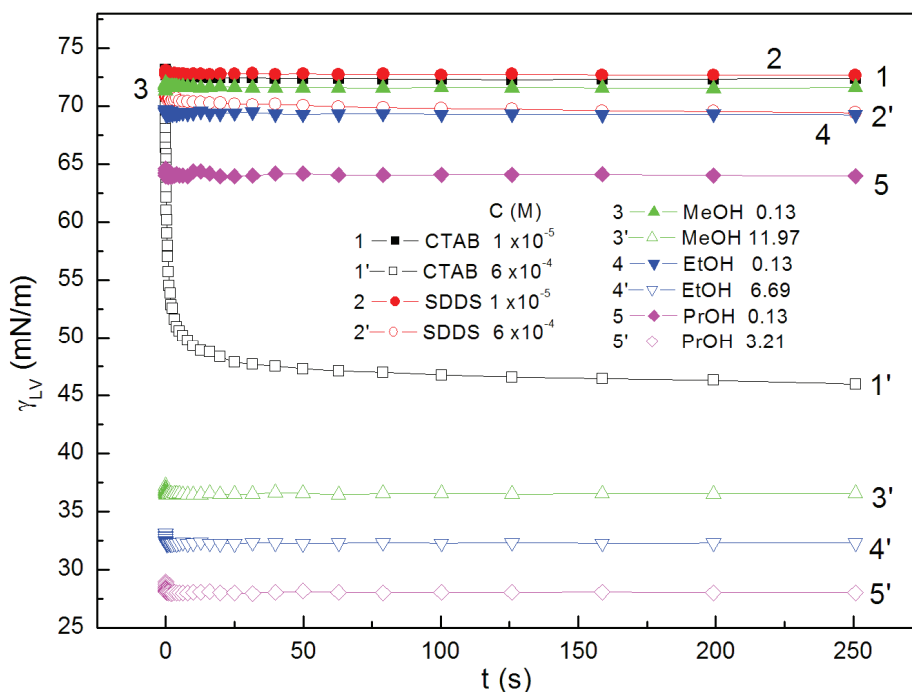 75
70
65
60
55
50
45
40
35
30
25
γLV (mN/m)
0
50
100
150
200
250
t (s)
3
2
1
2'
4
5
1'
3'
4'
5'
C (M)
1 CTAB 1 x10-5
1' CTAB 6 x10-4
2 SDDS 1 x10-5
2' SDDS 6 x10-4
3 MeOH 0.13
3' MeOH 11.97
4 EtOH 0.13
4' EtOH 6.69
5 PrOH 0.13
5' PrOH 3.21